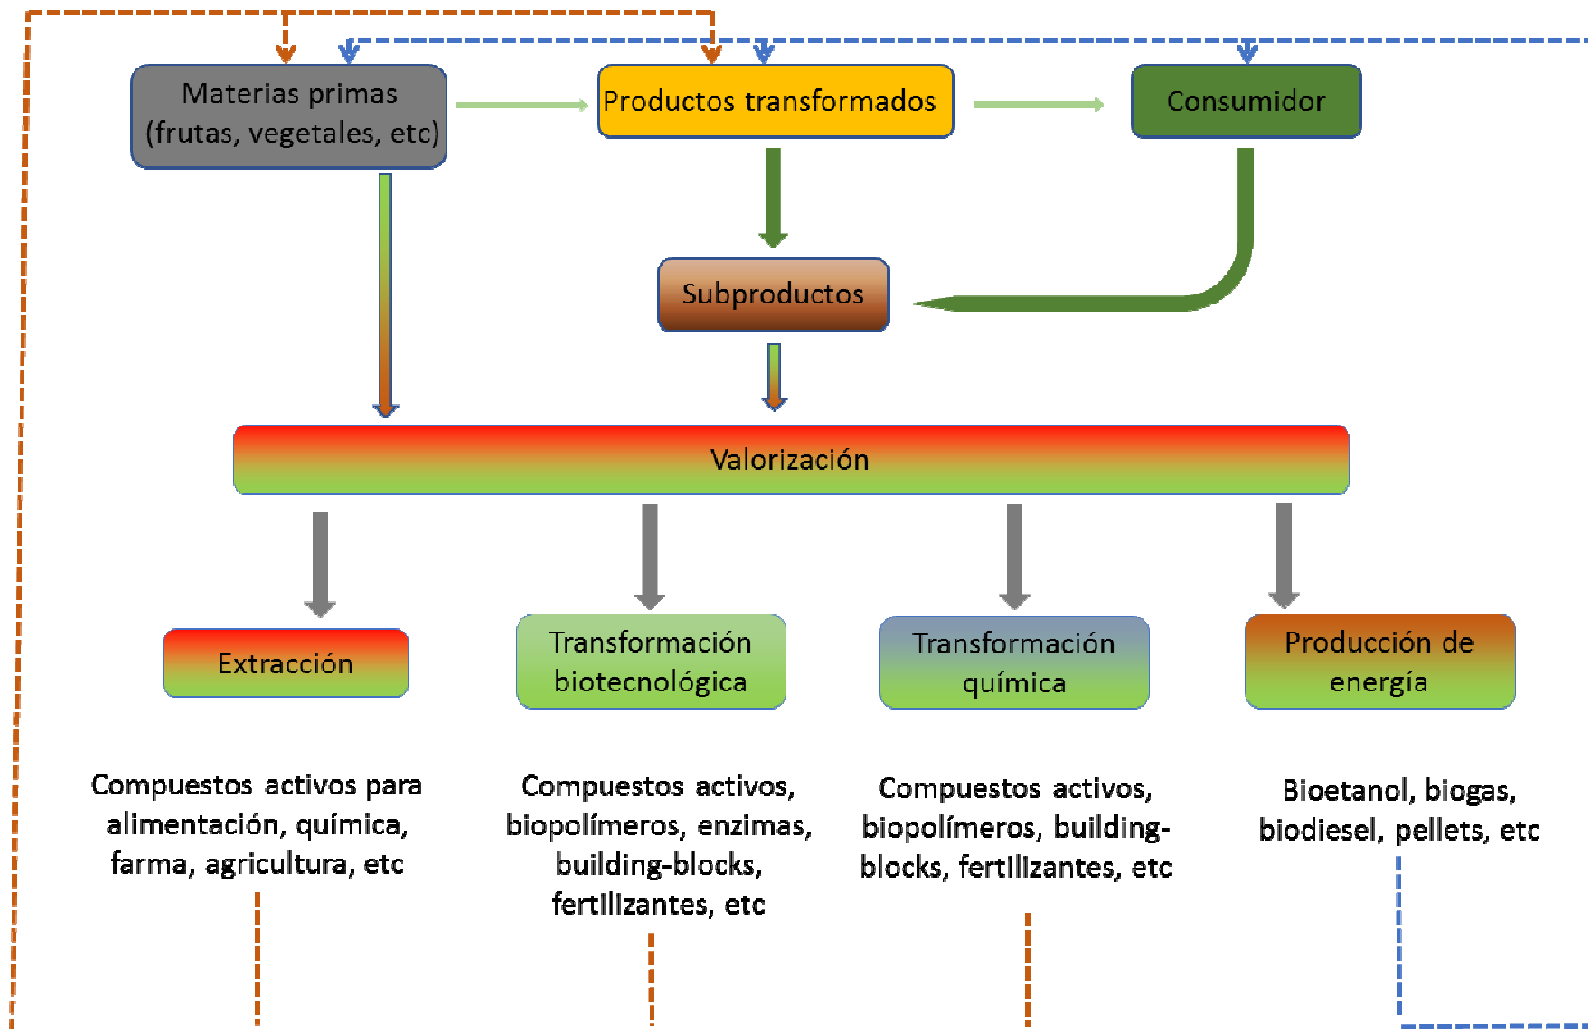 Materias primas
(frutas, vegetales, etc)
Productos transformados
Consumidor
Subproductos
Valorización
Extracción
Transformación
biotecnológica
Transformación
química
Producción de
energía
Compuestos activos para
alimentación, química,
farma, agricultura, etc
Compuestos activos,
biopolímeros, enzimas,
building-blocks,
fertilizantes, etc
Compuestos activos,
biopolímeros, building-
blocks, fertilizantes, etc
Bioetanol, biogas,
biodiesel, pellets, etc